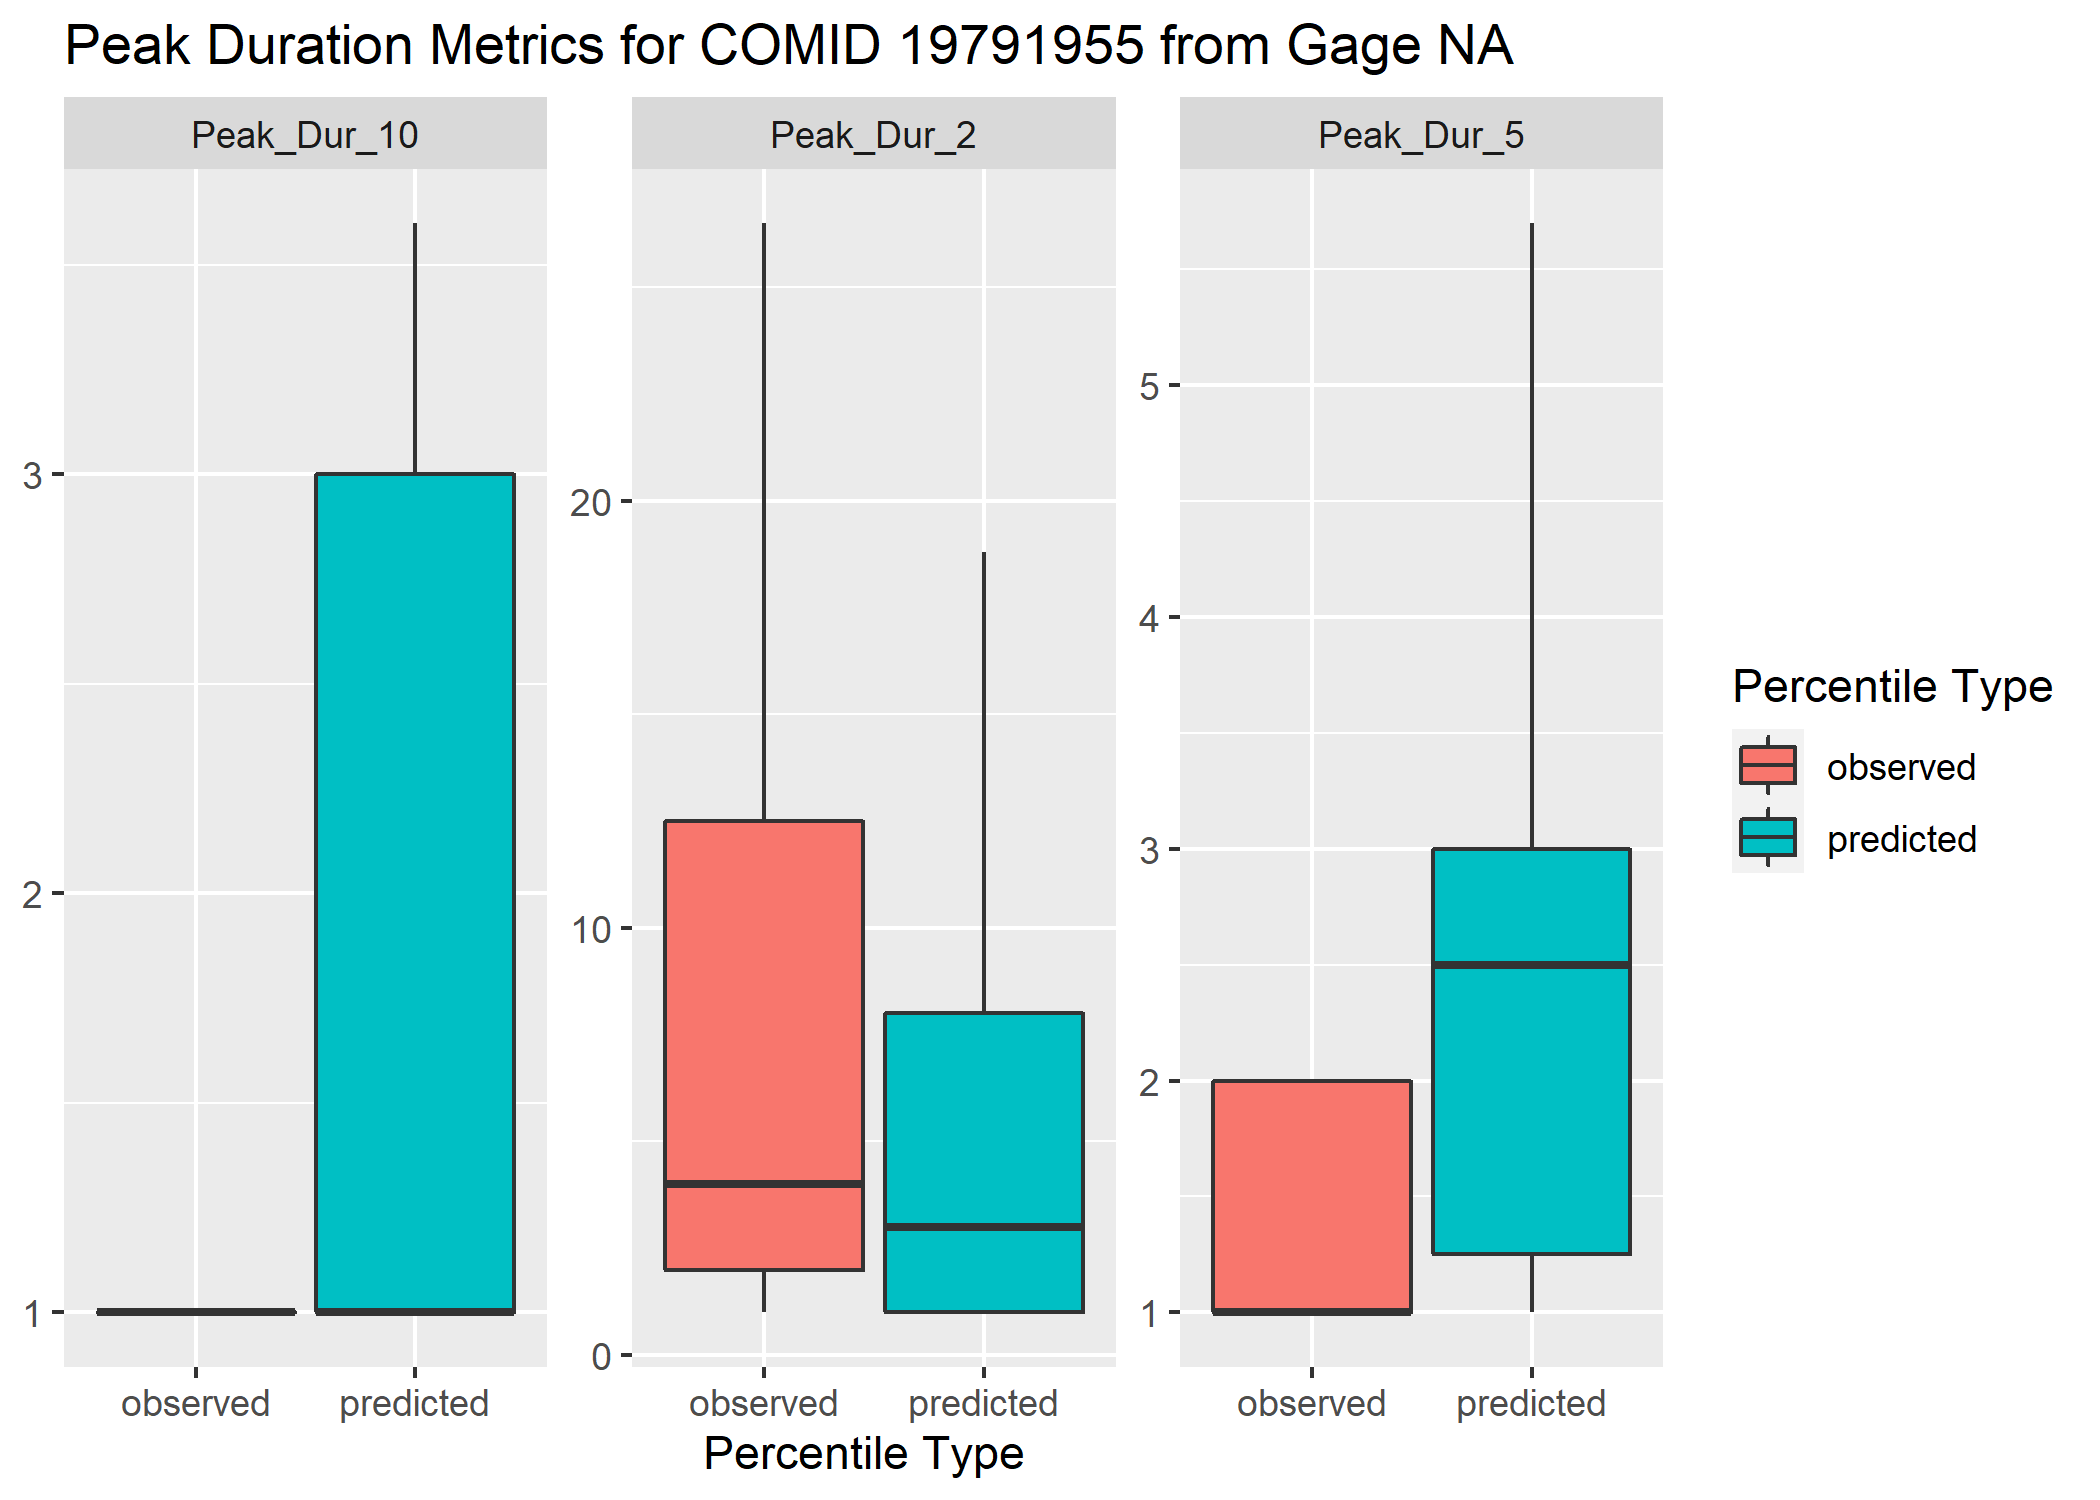 Peak Duration Metrics for COMID 19791955 from Gage NA
Peak_Dur_10
Peak_Dur_2
Peak_Dur_5
3
2
1
20
10
0
5
4
3
2
1
observed predicted
observed predicted
observed predicted
Percentile Type
Percentile Type
observed
predicted